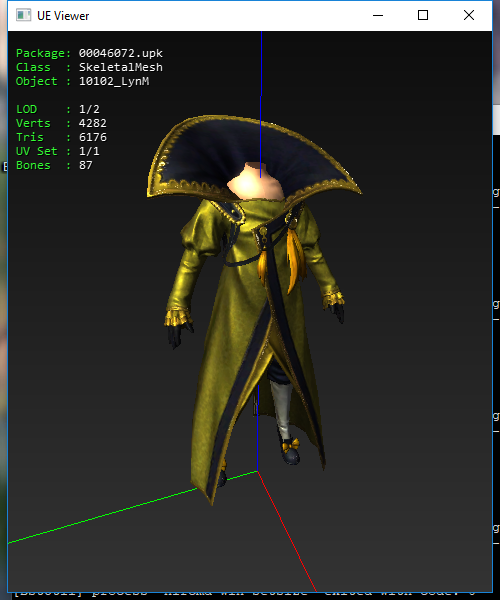 UE Viewer
Package: 00046072.upk
Class : SkeletalMesh
Object : 10102_LynM
LOD : 1/2
Verts : 4282
Tris : 6176
UV Set : 1/1
Bones : 87